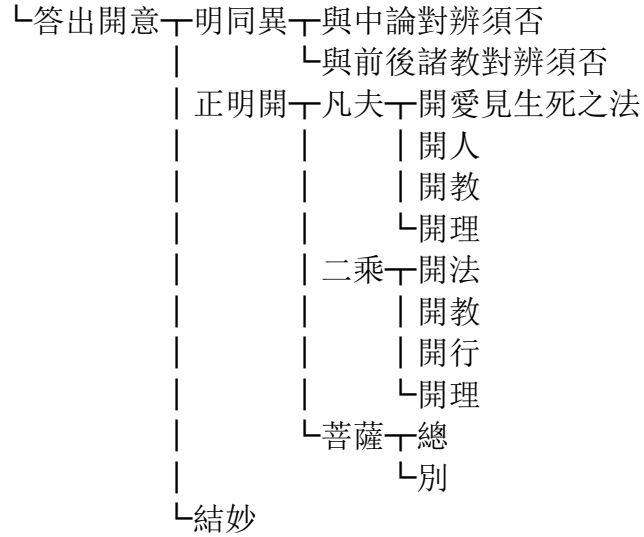 └答出開意┬明同異┬與中論對辨須否
│　　　　└與前後諸教對辨須否
│正明開┬凡夫┬開愛見生死之法
│　　　│　　│開人
│　　　│　　│開教
│　　　│　　└開理
│　　　│二乘┬開法
│　　　│　　│開教
│　　　│　　│開行
│　　　│　　└開理
│　　　└菩薩┬總
│　　　　　　└別
└結妙